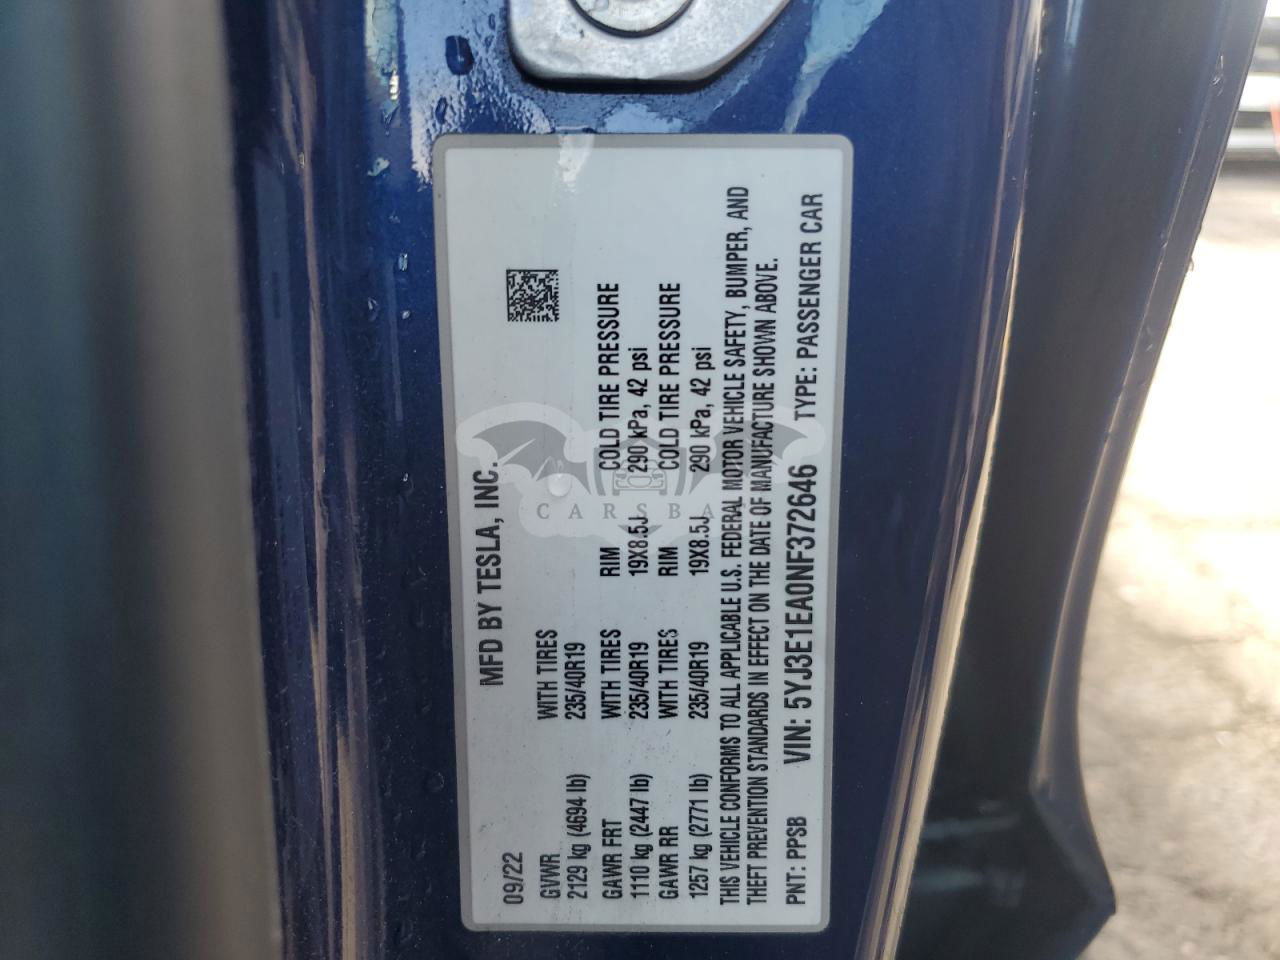 MFD BY TESLA, INC.
09/22
GVWR WITH TIRES
2129 kg (4694 lb) 235/40R19
GAWR FRT WITH TIRES RIM COLD TIRE PRESSURE
1110 kg (2447 lb) 235/40R19 19X8.5J 290 kPa, 42 psi
GAWR RR WITH TIRES RIM COLD TIRE PRESSURE
1257 kg (2771 lb) 235/40R19 19X8.5J 290 kPa, 42 psi
THIS VEHICLE CONFORMS TO ALL APPLICABLE U.S. FEDERAL MOTOR VEHICLE SAFETY, BUMPER, AND
THEFT PREVENTION STANDARDS IN EFFECT ON THE DATE OF MANUFACTURE SHOWN ABOVE.
PNT: PPSB VIN: 5YJ3E1EA0NF372646 TYPE: PASSENGER CAR